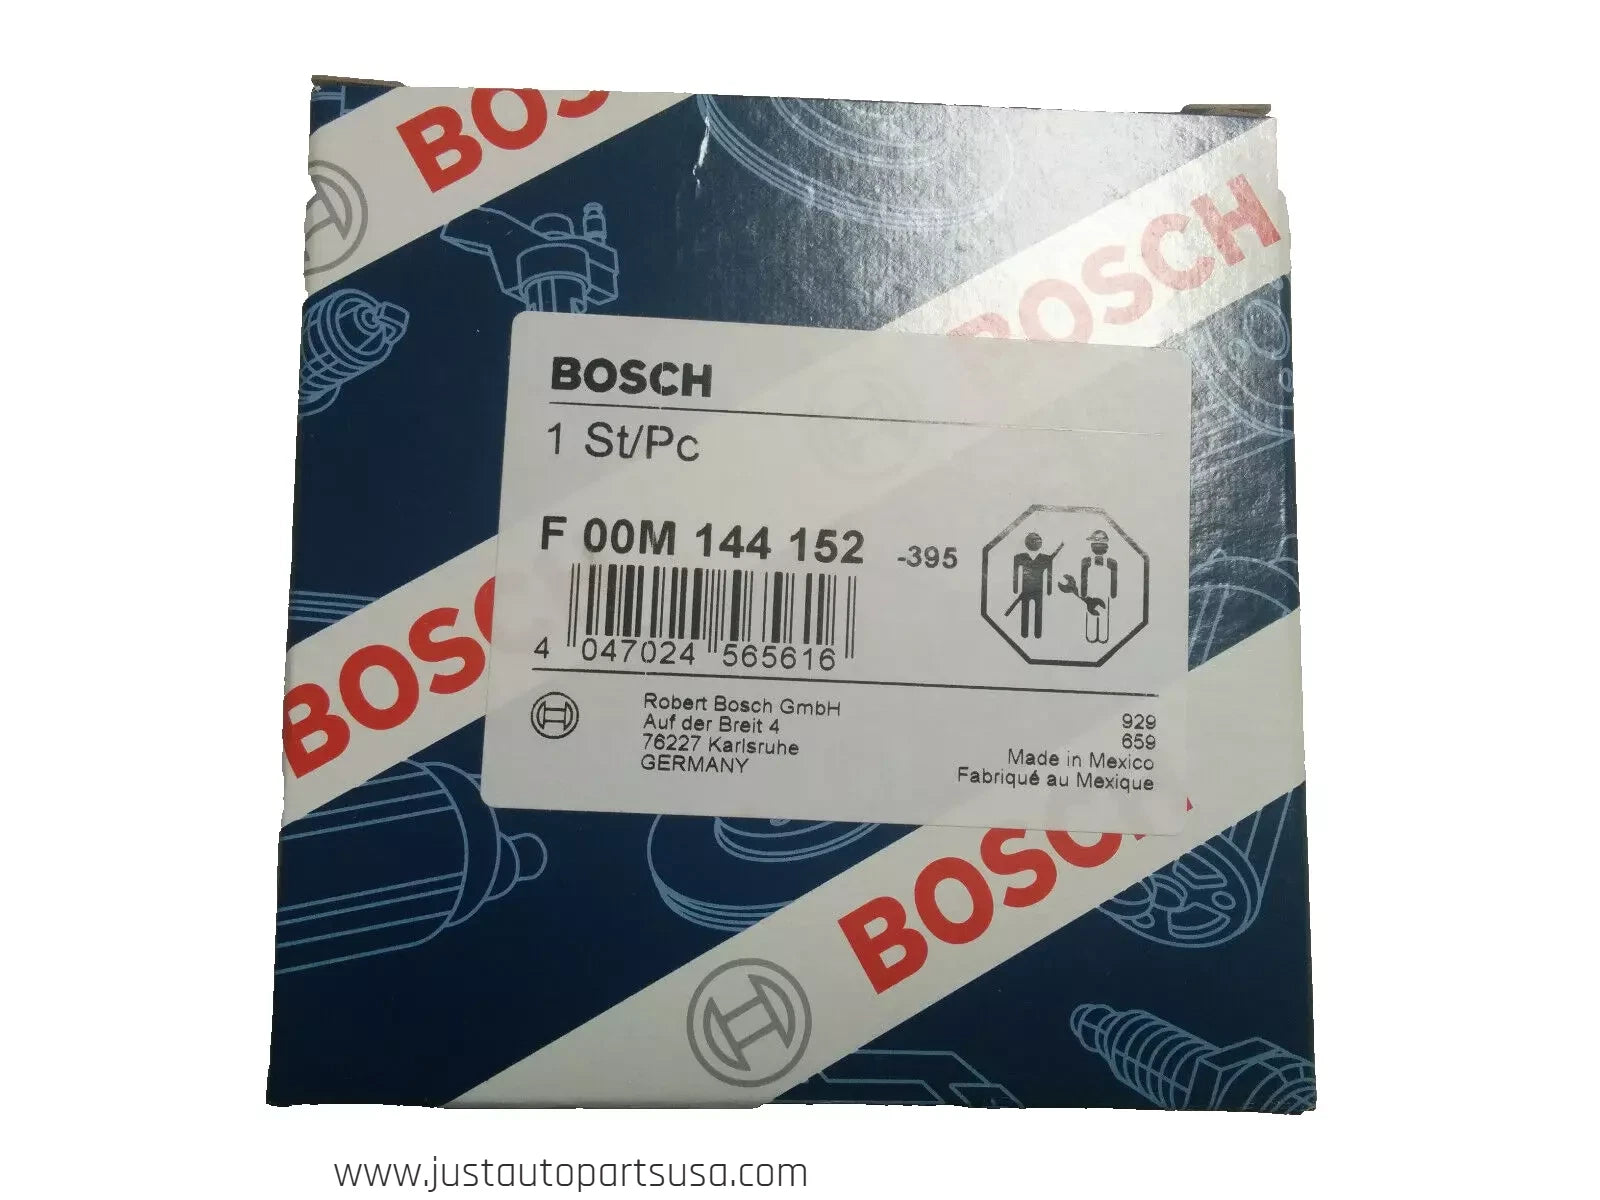 BOSCH
BOSCH
BOSCH
1 St/Pc
F 00M 144 152 -395
4 047024 565616
Robert Bosch GmbH
Auf der Breit 4
76227 Karlsruhe
GERMANY
929
659
Made in Mexico
Fabriqué au Mexique
BOSCH
BOSCH
www.justautopartsusa.com